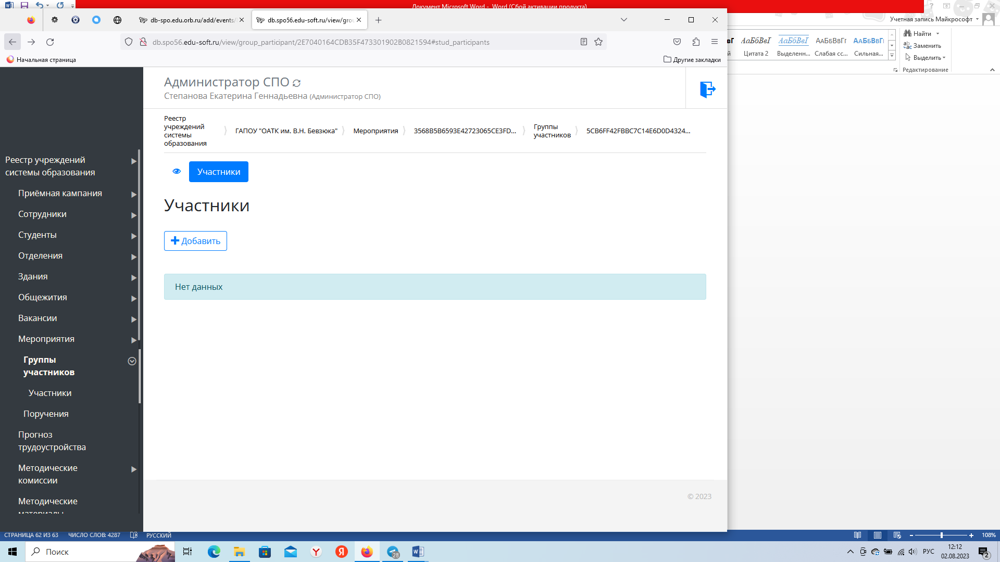 Документ Microsoft Word - Word (Сбой активации продукта)
Учетная запись Майкрософт
db-spo.edu.orb.ru/add/events/
db.spo56.edu-soft.ru/view/grou
db.spo56.edu-soft.ru/view/group_participant/2E7040164CDB35F473301902B0821594#stud_participants
Начальная страница
Другие закладки
АаБбВвГ АаБбВвГ ААБбВвГг ААБбВвГг
Цитата 2 Выделенн... Слабая сс... Сильная...
Найти
Заменить
Выделить
Редактирование
Администратор СПО
Степанова Екатерина Геннадьевна (Администратор СПО)
Реестр
учреждений
системы
образования
ГАПОУ "ОАТК им. В.Н. Бевзюка"
Мероприятия
3568B5B6593E42723065CE3FD...
Группы
участников
5CB6FF42FBBC7C14E6D0D4324...
Участники
Участники
Добавить
Нет данных
© 2023
Реестр учреждений
системы образования
Приёмная кампания
Сотрудники
Студенты
Отделения
Здания
Общежития
Вакансии
Мероприятия
Группы
участников
Участники
Поручения
Прогноз
трудоустройства
Методические
комиссии
Методические
материалы
СТРАНИЦА 62 ИЗ 63 ЧИСЛО СЛОВ: 4287 РУССКИЙ
108%
Поиск
28
РУС
12:12
02.08.2023
2